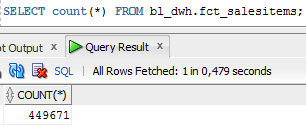 SELECT count(*) FROM bl_dwh.fct_salesitems;
ot Output × Query Result ×
SQL | All Rows Fetched: 1 in 0,479 seconds
COUNT(*)
449671